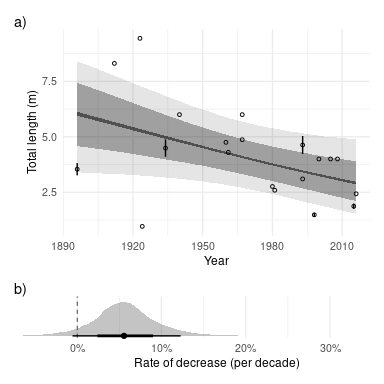 a)
Total length (m)
7.5
5.0
2.5
1890 1920 1950 1980 2010
Year
b)
0% 10% 20% 30%
Rate of decrease (per decade)